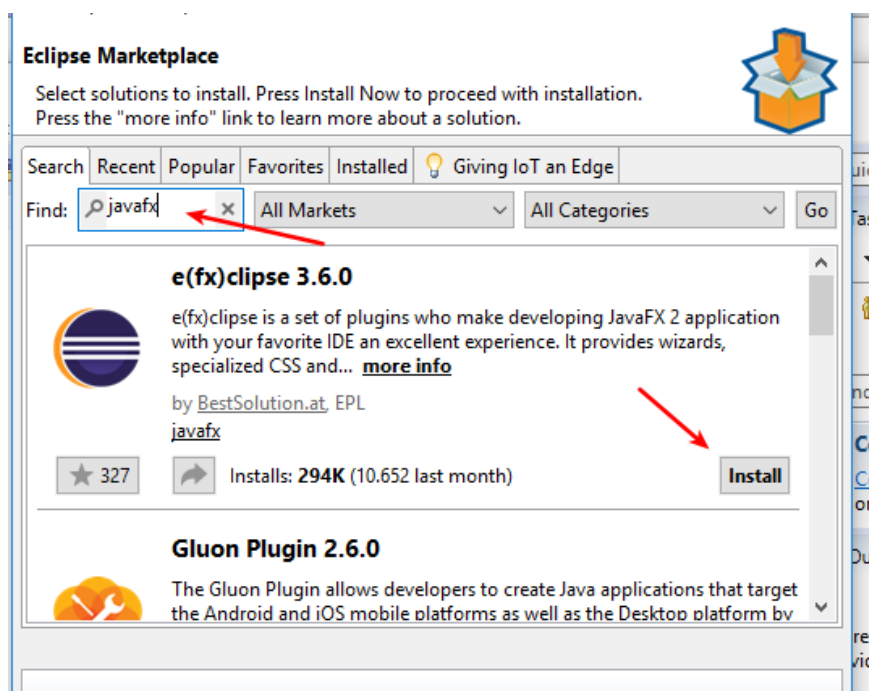 Eclipse Marketplace
Select solutions to install. Press Install Now to proceed with installation.
Press the "more info" link to learn more about a solution.
Search Recent Popular Favorites Installed Giving IoT an Edge
Find: javafx All Markets All Categories Go
e(fx)clipse 3.6.0
e(fx)clipse is a set of plugins who make developing JavaFX 2 application
with your favorite IDE an excellent experience. It provides wizards,
specialized CSS and... more info
by BestSolution.at, EPL
javafx
327 Installs: 294K (10.652 last month) Install
Gluon Plugin 2.6.0
The Gluon Plugin allows developers to create Java applications that target
the Android and iOS mobile platforms as well as the Desktop platform by